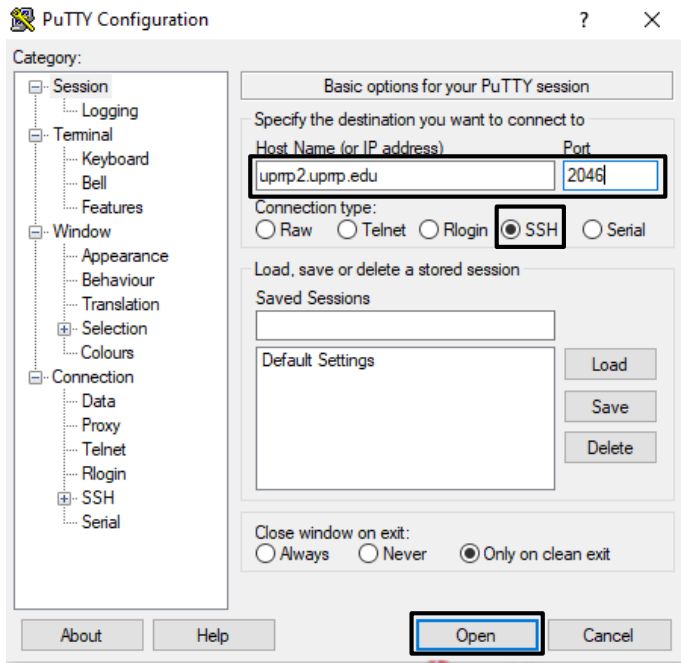 PuTTY Configuration ? ×
Category:
Session
Logging
Terminal
Keyboard
Bell
Features
Window
Appearance
Behaviour
Translation
Selection
Colours
Connection
Data
Proxy
Telnet
Rlogin
SSH
Serial
Basic options for your PuTTY session
Specify the destination you want to connect to
Host Name (or IP address) Port
uprrp2.uprrp.edu 2046
Connection type:
Raw Telnet Rlogin SSH Serial
Load, save or delete a stored session
Saved Sessions
Default Settings
Load
Save
Delete
Close window on exit:
Always Never Only on clean exit
About Help Open Cancel